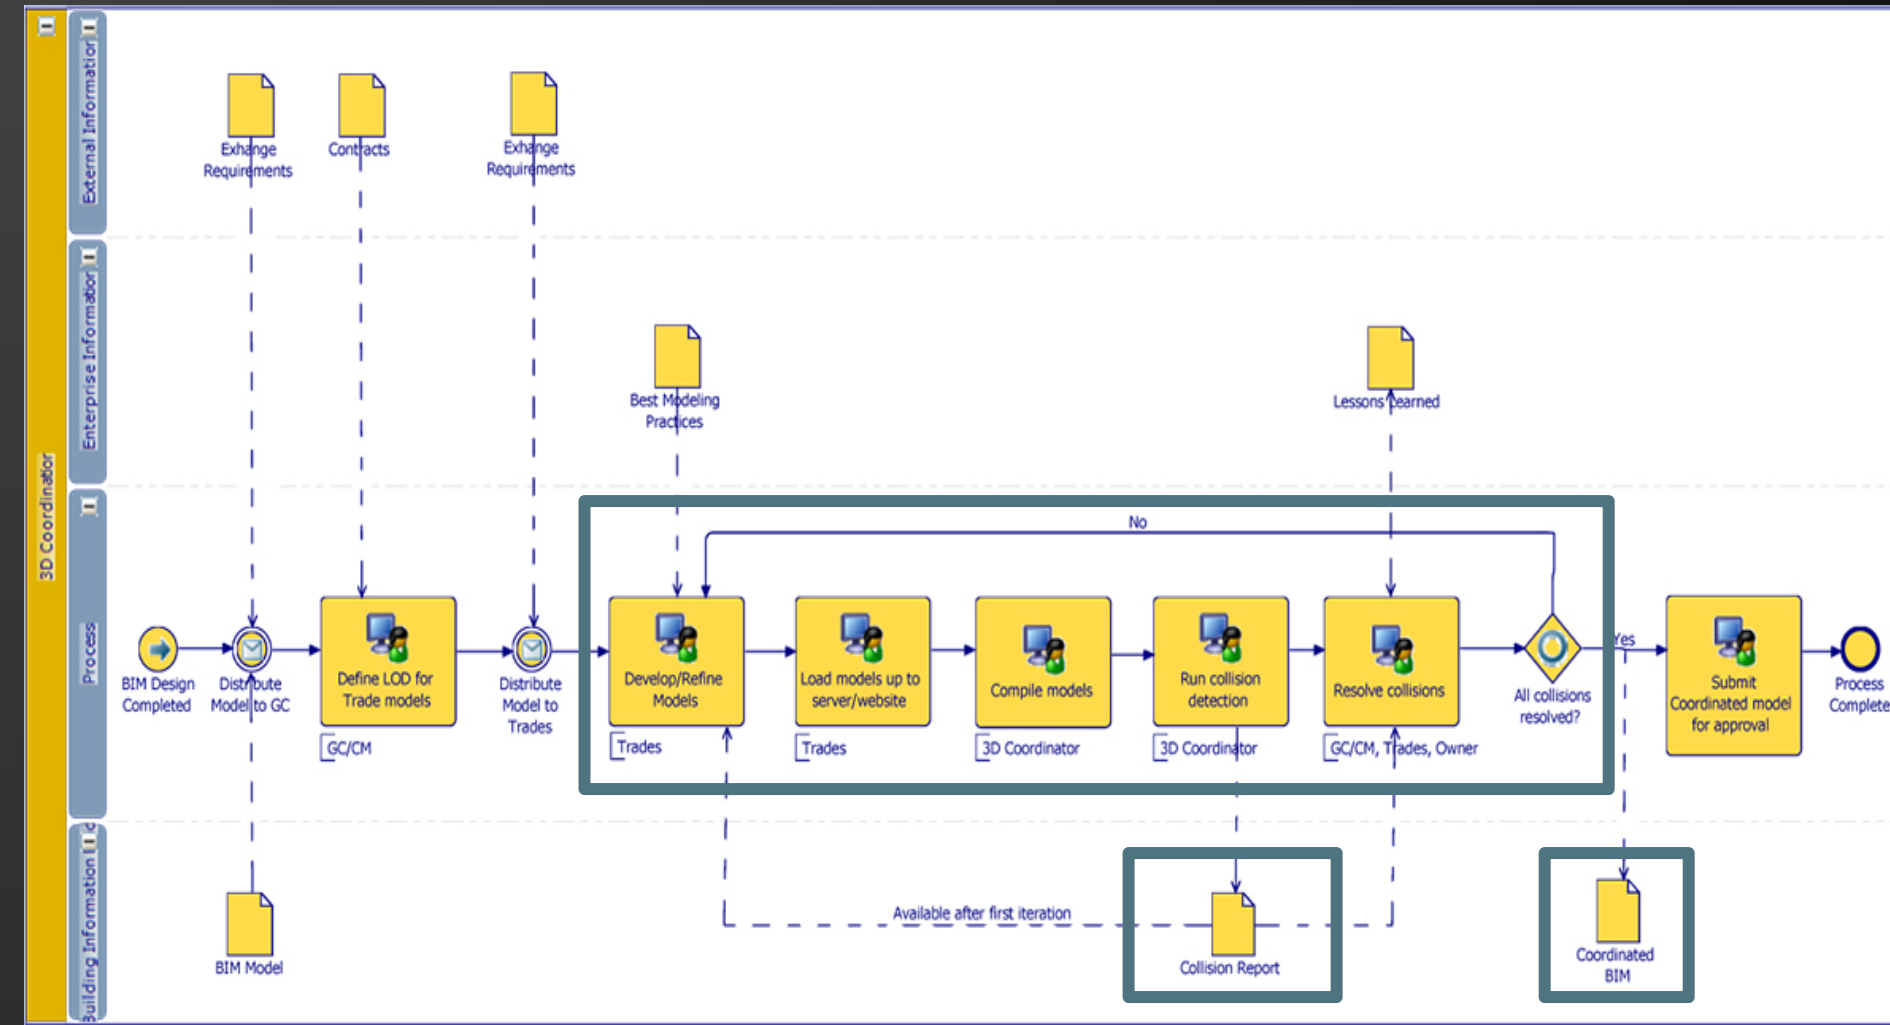 3D Coordination
External Information
Exhange
Requirements
Contracts
Exhange
Requirements
Enterprise Information
Best Modeling
Practices
Lessons Learned
Process
No
BIM Design
Completed
Distribute
Model to GC
Define LOD for
Trade models
GC/CM
Distribute
Model to
Trades
Develop/Refine
Models
Trades
Load models up to
server/website
Trades
Compile models
3D Coordinator
Run collision
detection
3D Coordinator
Resolve collisions
GC/CM, Trades, Owner
All collisions
resolved?
Yes
Submit
Coordinated model
for approval
Process
Complete
Building Information
BIM Model
Available after first iteration
Collision Report
Coordinated
BIM